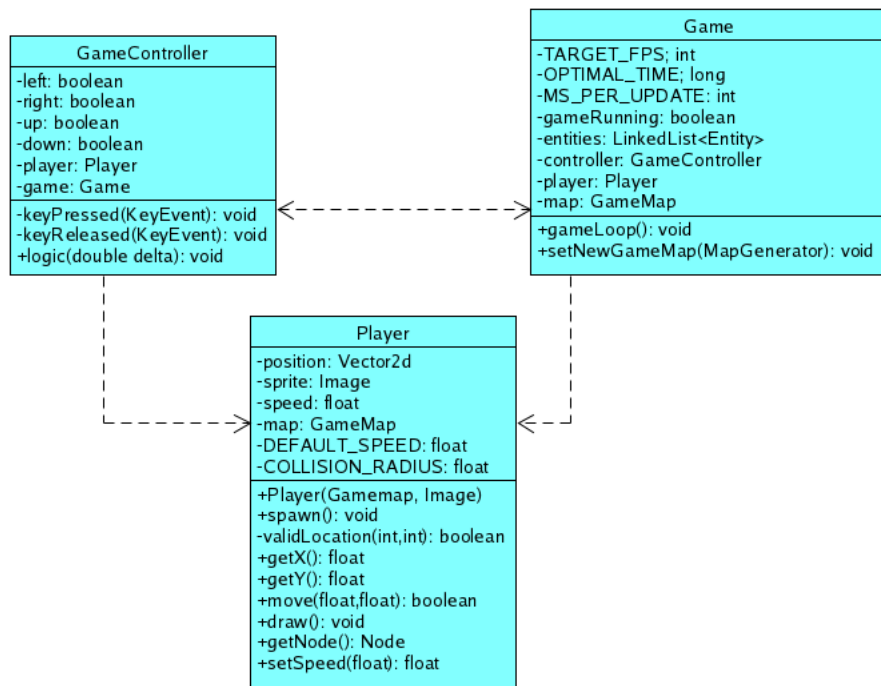 GameController
-left: boolean
-right: boolean
-up: boolean
-down: boolean
-player: Player
-game: Game
-keyPressed(KeyEvent): void
-keyReleased(KeyEvent): void
+logic(double delta): void
Game
-TARGET_FPS; int
-OPTIMAL_TIME; long
-MS_PER_UPDATE: int
-gameRunning: boolean
-entities: LinkedList<Entity>
-controller: GameController
-player: Player
-map: GameMap
+gameLoop(): void
+setNewGameMap(MapGenerator): void
Player
-position: Vector2d
-sprite: Image
-speed: float
-map: GameMap
-DEFAULT_SPEED: float
-COLLISION_RADIUS: float
+Player(Gamemap, Image)
+spawn(): void
-validLocation(int,int): boolean
+getX(): float
+getY(): float
+move(float,float): boolean
+draw(): void
+getNode(): Node
+setSpeed(float): float